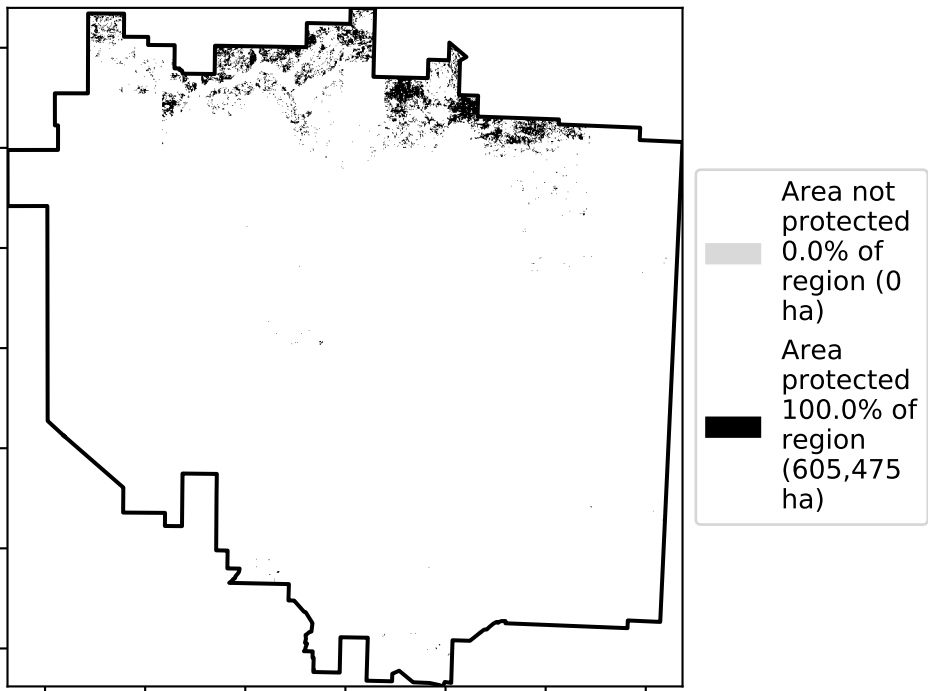 Area not
protected
0.0% of
region (0
ha)
Area
protected
100.0% of
region
(605,475
ha)